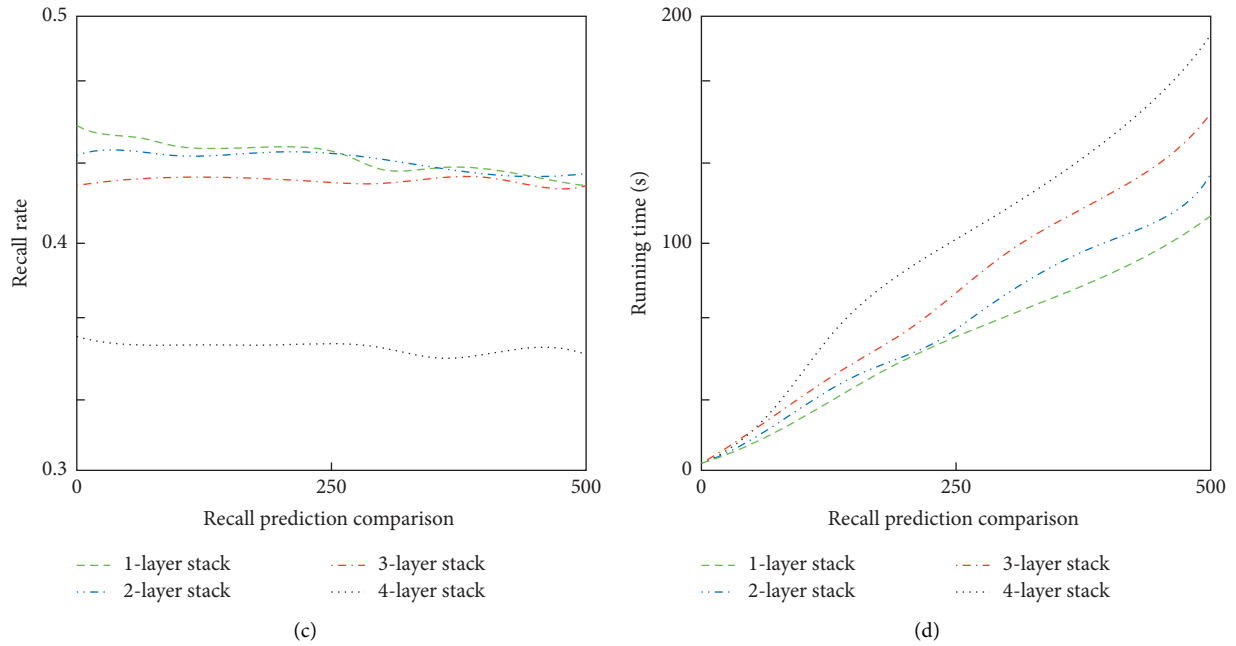 0.5
0.4
0.3
Recall rate
0
250
500
Recall prediction comparison
1-layer stack
3-layer stack
2-layer stack
4-layer stack
(c)
200
100
0
Running time (s)
0
250
500
Recall prediction comparison
1-layer stack
3-layer stack
2-layer stack
4-layer stack
(d)